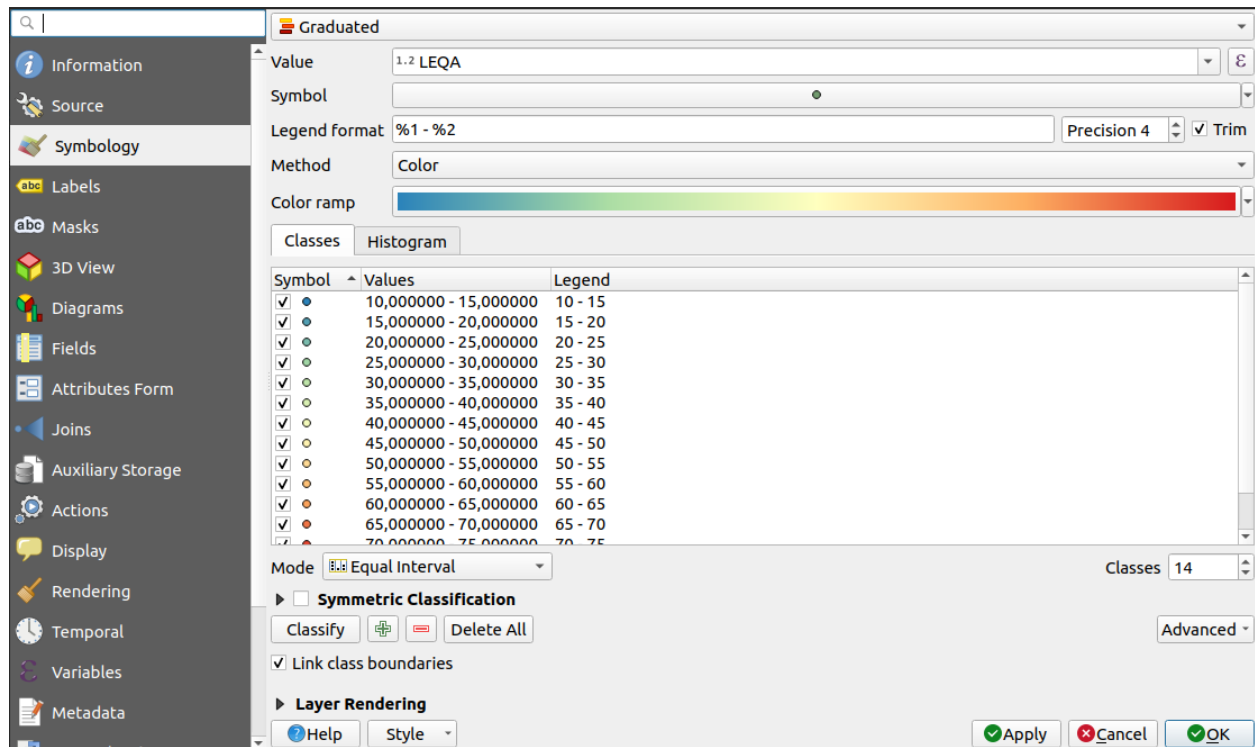 Graduated
Information
Source
Symbology
Labels
Masks
3D View
Diagrams
Fields
Attributes Form
Joins
Auxiliary Storage
Actions
Display
Rendering
Temporal
Variables
Metadata
Value 1.2 LEQA ε
Symbol
Legend format %1 - %2 Precision 4 Trim
Method Color
Color ramp
Classes Histogram
Symbol Values Legend
10,000000 - 15,000000 10 - 15
15,000000 - 20,000000 15 - 20
20,000000 - 25,000000 20 - 25
25,000000 - 30,000000 25 - 30
30,000000 - 35,000000 30 - 35
35,000000 - 40,000000 35 - 40
40,000000 - 45,000000 40 - 45
45,000000 - 50,000000 45 - 50
50,000000 - 55,000000 50 - 55
55,000000 - 60,000000 55 - 60
60,000000 - 65,000000 60 - 65
65,000000 - 70,000000 65 - 70
70,000000 - 75,000000 70 - 75
Mode Equal Interval Classes 14
Symmetric Classification
Classify Delete All Advanced
Link class boundaries
Layer Rendering
Help Style Apply Cancel OK